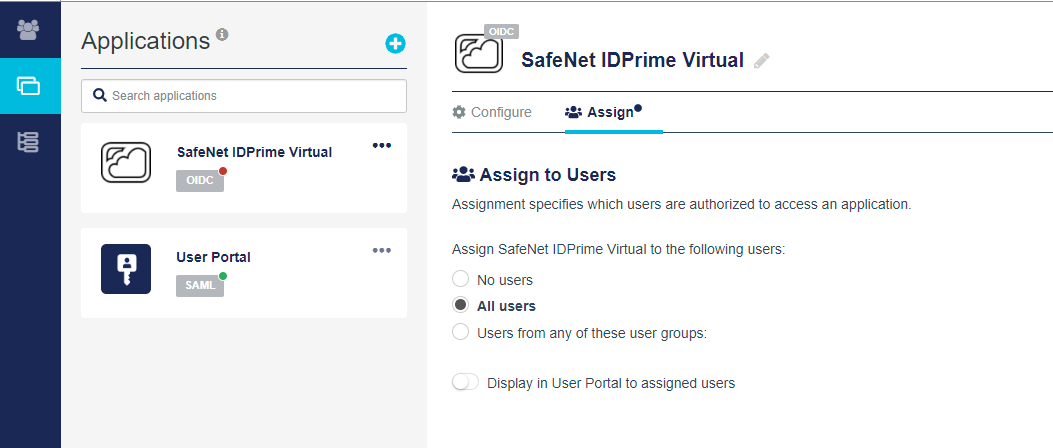 Applications
Search applications
SafeNet IDPrime Virtual
OIDC
User Portal
SAML
OIDC
SafeNet IDPrime Virtual
Configure
Assign
Assign to Users
Assignment specifies which users are authorized to access an application.
Assign SafeNet IDPrime Virtual to the following users:
No users
All users
Users from any of these user groups:
Display in User Portal to assigned users